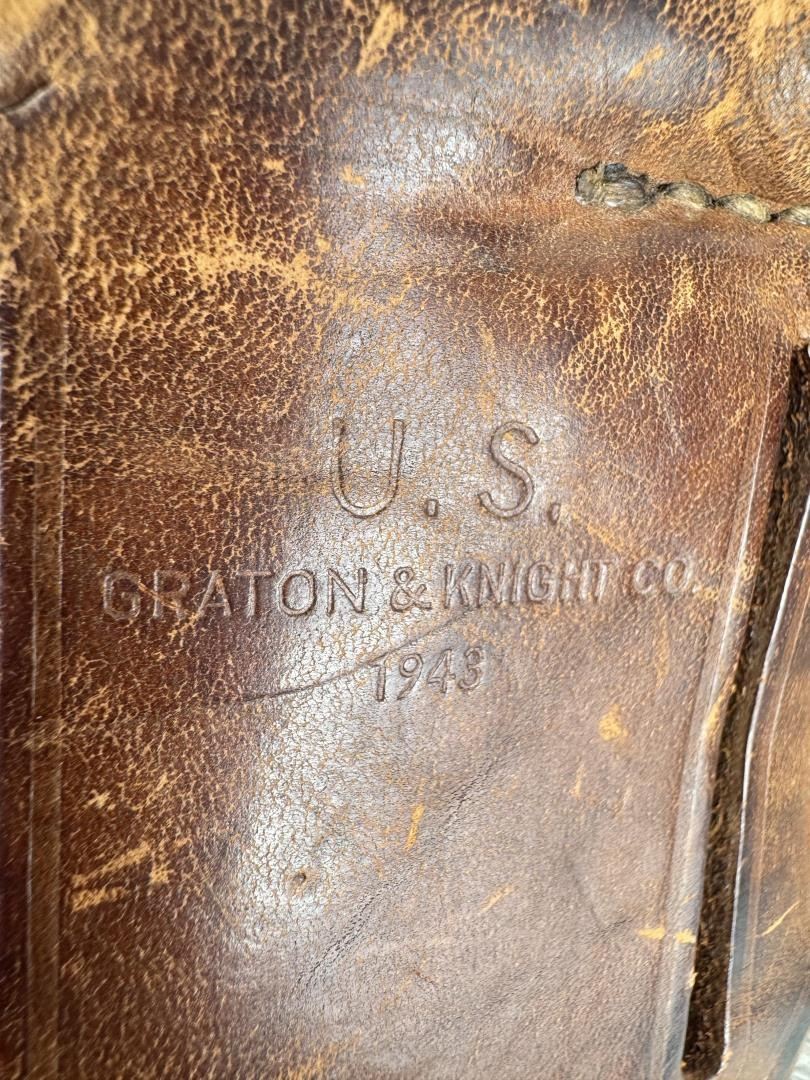 U. S.
GRATON & KNIGHT CO.
1943